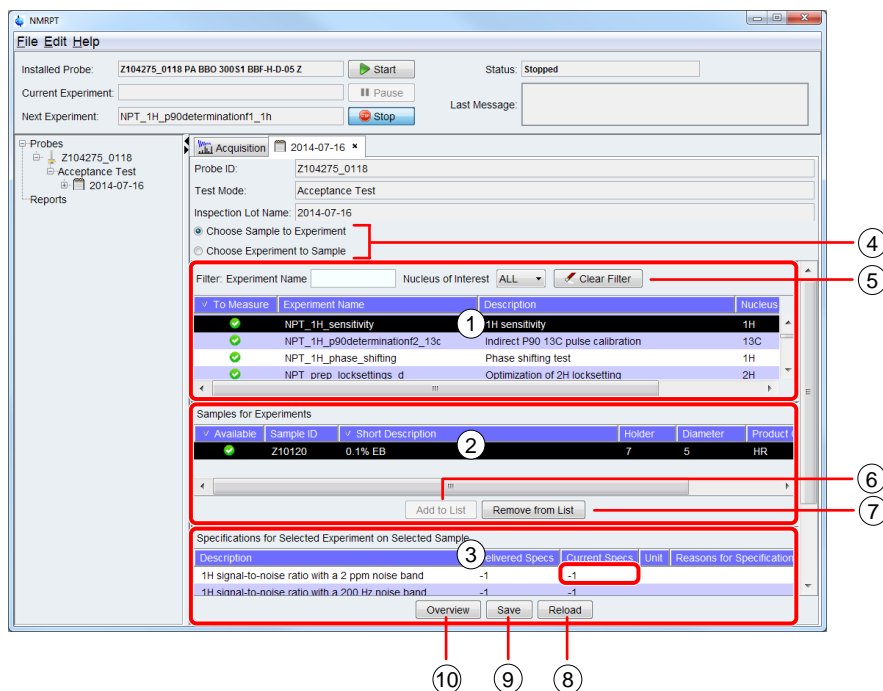 NMRPT
File Edit Help
Installed Probe: Z104275_0118 PA BBO 300S1 BBF-H-D-05 Z Start Status: Stopped
Current Experiment: Pause
Last Message:
Next Experiment: NPT_1H_p90determinationf1_1h Stop
Probes
Z104275_0118
Acceptance Test
2014-07-16
Reports
Acquisition 2014-07-16 ×
Probe ID: Z104275_0118
Test Mode: Acceptance Test
Inspection Lot Name: 2014-07-16
Choose Sample to Experiment
Choose Experiment to Sample
4
Filter: Experiment Name Nucleus of Interest ALL Clear Filter
5
To Measure Experiment Name Description Nucleus
NPT_1H_sensitivity 1H sensitivity 1H
1
NPT_1H_p90determinationf2_13c Indirect P90 13C pulse calibration 13C
NPT_1H_phase_shifting Phase shifting test 1H
NPT_prep_locksettings_d Optimization of 2H locksetting 2H
Samples for Experiments
Available Sample ID Short Description Holder Diameter Product
2
Z10120 0.1% EB 7 5 HR
6
Add to List Remove from List
7
Specifications for Selected Experiment on Selected Sample
3
Description Delivered Specs Current Specs Unit Reasons for Specification
1H signal-to-noise ratio with a 2 ppm noise band -1 -1
1H signal-to-noise ratio with a 200 Hz noise band -1 -1
Overview Save Reload
10 9 8